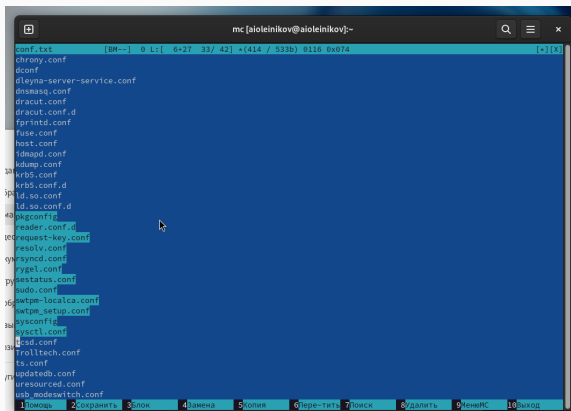 mc [aioleinikov@aioleinikov]:~
conf.txt [BM--] 0 L:[ 6+27 33/ 42] *(414 / 533b) 0116 0x074 [*][X]
chrony.conf
dconf
dleyna-server-service.conf
dnsmasq.conf
dracut.conf
dracut.conf.d
fprintd.conf
fuse.conf
host.conf
idmapd.conf
kdump.conf
krb5.conf
krb5.conf.d
ld.so.conf
ld.so.conf.d
pkgconfig
reader.conf.d
request-key.conf
resolv.conf
rsyncd.conf
rygel.conf
sestatus.conf
sudo.conf
swtpm-localca.conf
swtpm_setup.conf
sysconfig
sysctl.conf
tcsd.conf
Trolltech.conf
ts.conf
updatedb.conf
uresourced.conf
usb_modeswitch.conf
1Помощь 2Сохранить 3Блок 4Замена 5Копия 6Пере~тить 7Поиск 8Удалить 9МенюMC 10Выход